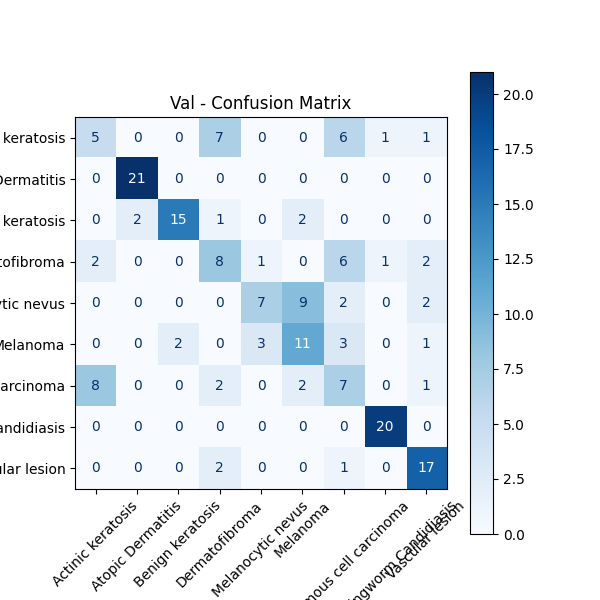 Val - Confusion Matrix
keratosis 5 0 0 7 0 0 6 1 1
Dermatitis 0 21 0 0 0 0 0 0 0
keratosis 0 2 15 1 0 2 0 0 0
tofibroma 2 0 0 8 1 0 6 1 2
ytic nevus 0 0 0 0 7 9 2 0 2
Melanoma 0 0 2 0 3 11 3 0 1
arcinoma 8 0 0 2 0 2 7 0 1
andidiasis 0 0 0 0 0 0 0 20 0
ular lesion 0 0 0 2 0 0 1 0 17
Actinic keratosis
Atopic Dermatitis
Benign keratosis
Dermatofibroma
Melanocytic nevus
Melanoma
mous cell carcinoma
ngworm Candidiasis
Vascular lesion
20.0
17.5
15.0
12.5
10.0
7.5
5.0
2.5
0.0